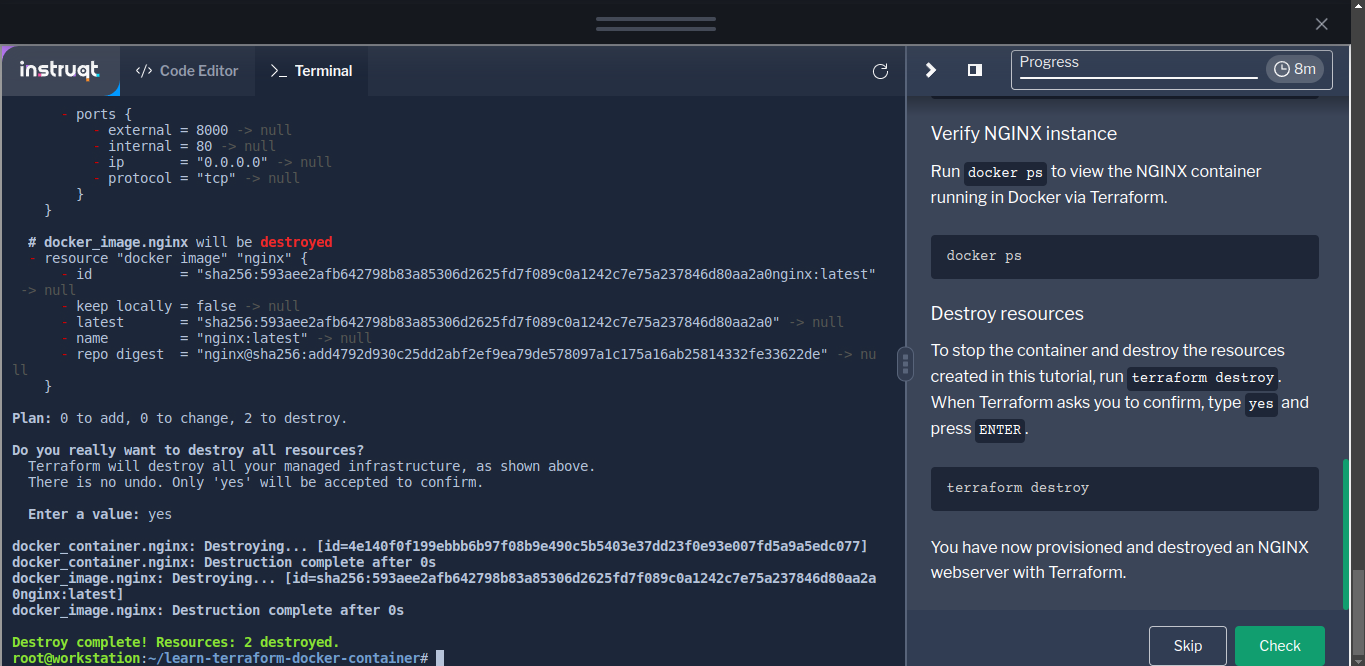 instruqt
</> Code Editor
>_ Terminal
Progress
8m
- ports {
- external = 8000 -> null
- internal = 80 -> null
- ip       = "0.0.0.0" -> null
- protocol = "tcp" -> null
}
}
# docker_image.nginx will be destroyed
- resource "docker image" "nginx" {
- id           = "sha256:593aee2afb642798b83a85306d2625fd7f089c0a1242c7e75a237846d80aa2a0nginx:latest"
-> null
- keep locally = false -> null
- latest       = "sha256:593aee2afb642798b83a85306d2625fd7f089c0a1242c7e75a237846d80aa2a0" -> null
- name         = "nginx:latest" -> null
- repo digest  = "nginx@sha256:add4792d930c25dd2abf2ef9ea79de578097a1c175a16ab25814332fe33622de" -> nu
ll
}
Plan: 0 to add, 0 to change, 2 to destroy.
Do you really want to destroy all resources?
Terraform will destroy all your managed infrastructure, as shown above.
There is no undo. Only 'yes' will be accepted to confirm.
Enter a value: yes
docker_container.nginx: Destroying... [id=4e140f0f199ebbb6b97f08b9e490c5b5403e37dd23f0e93e007fd5a9a5edc077]
docker_container.nginx: Destruction complete after 0s
docker_image.nginx: Destroying... [id=sha256:593aee2afb642798b83a85306d2625fd7f089c0a1242c7e75a237846d80aa2a
0nginx:latest]
docker_image.nginx: Destruction complete after 0s
Destroy complete! Resources: 2 destroyed.
root@workstation:~/learn-terraform-docker-container#
Verify NGINX instance
Run docker ps to view the NGINX container
running in Docker via Terraform.
docker ps
Destroy resources
To stop the container and destroy the resources
created in this tutorial, run terraform destroy.
When Terraform asks you to confirm, type yes and
press ENTER.
terraform destroy
You have now provisioned and destroyed an NGINX
webserver with Terraform.
Skip
Check